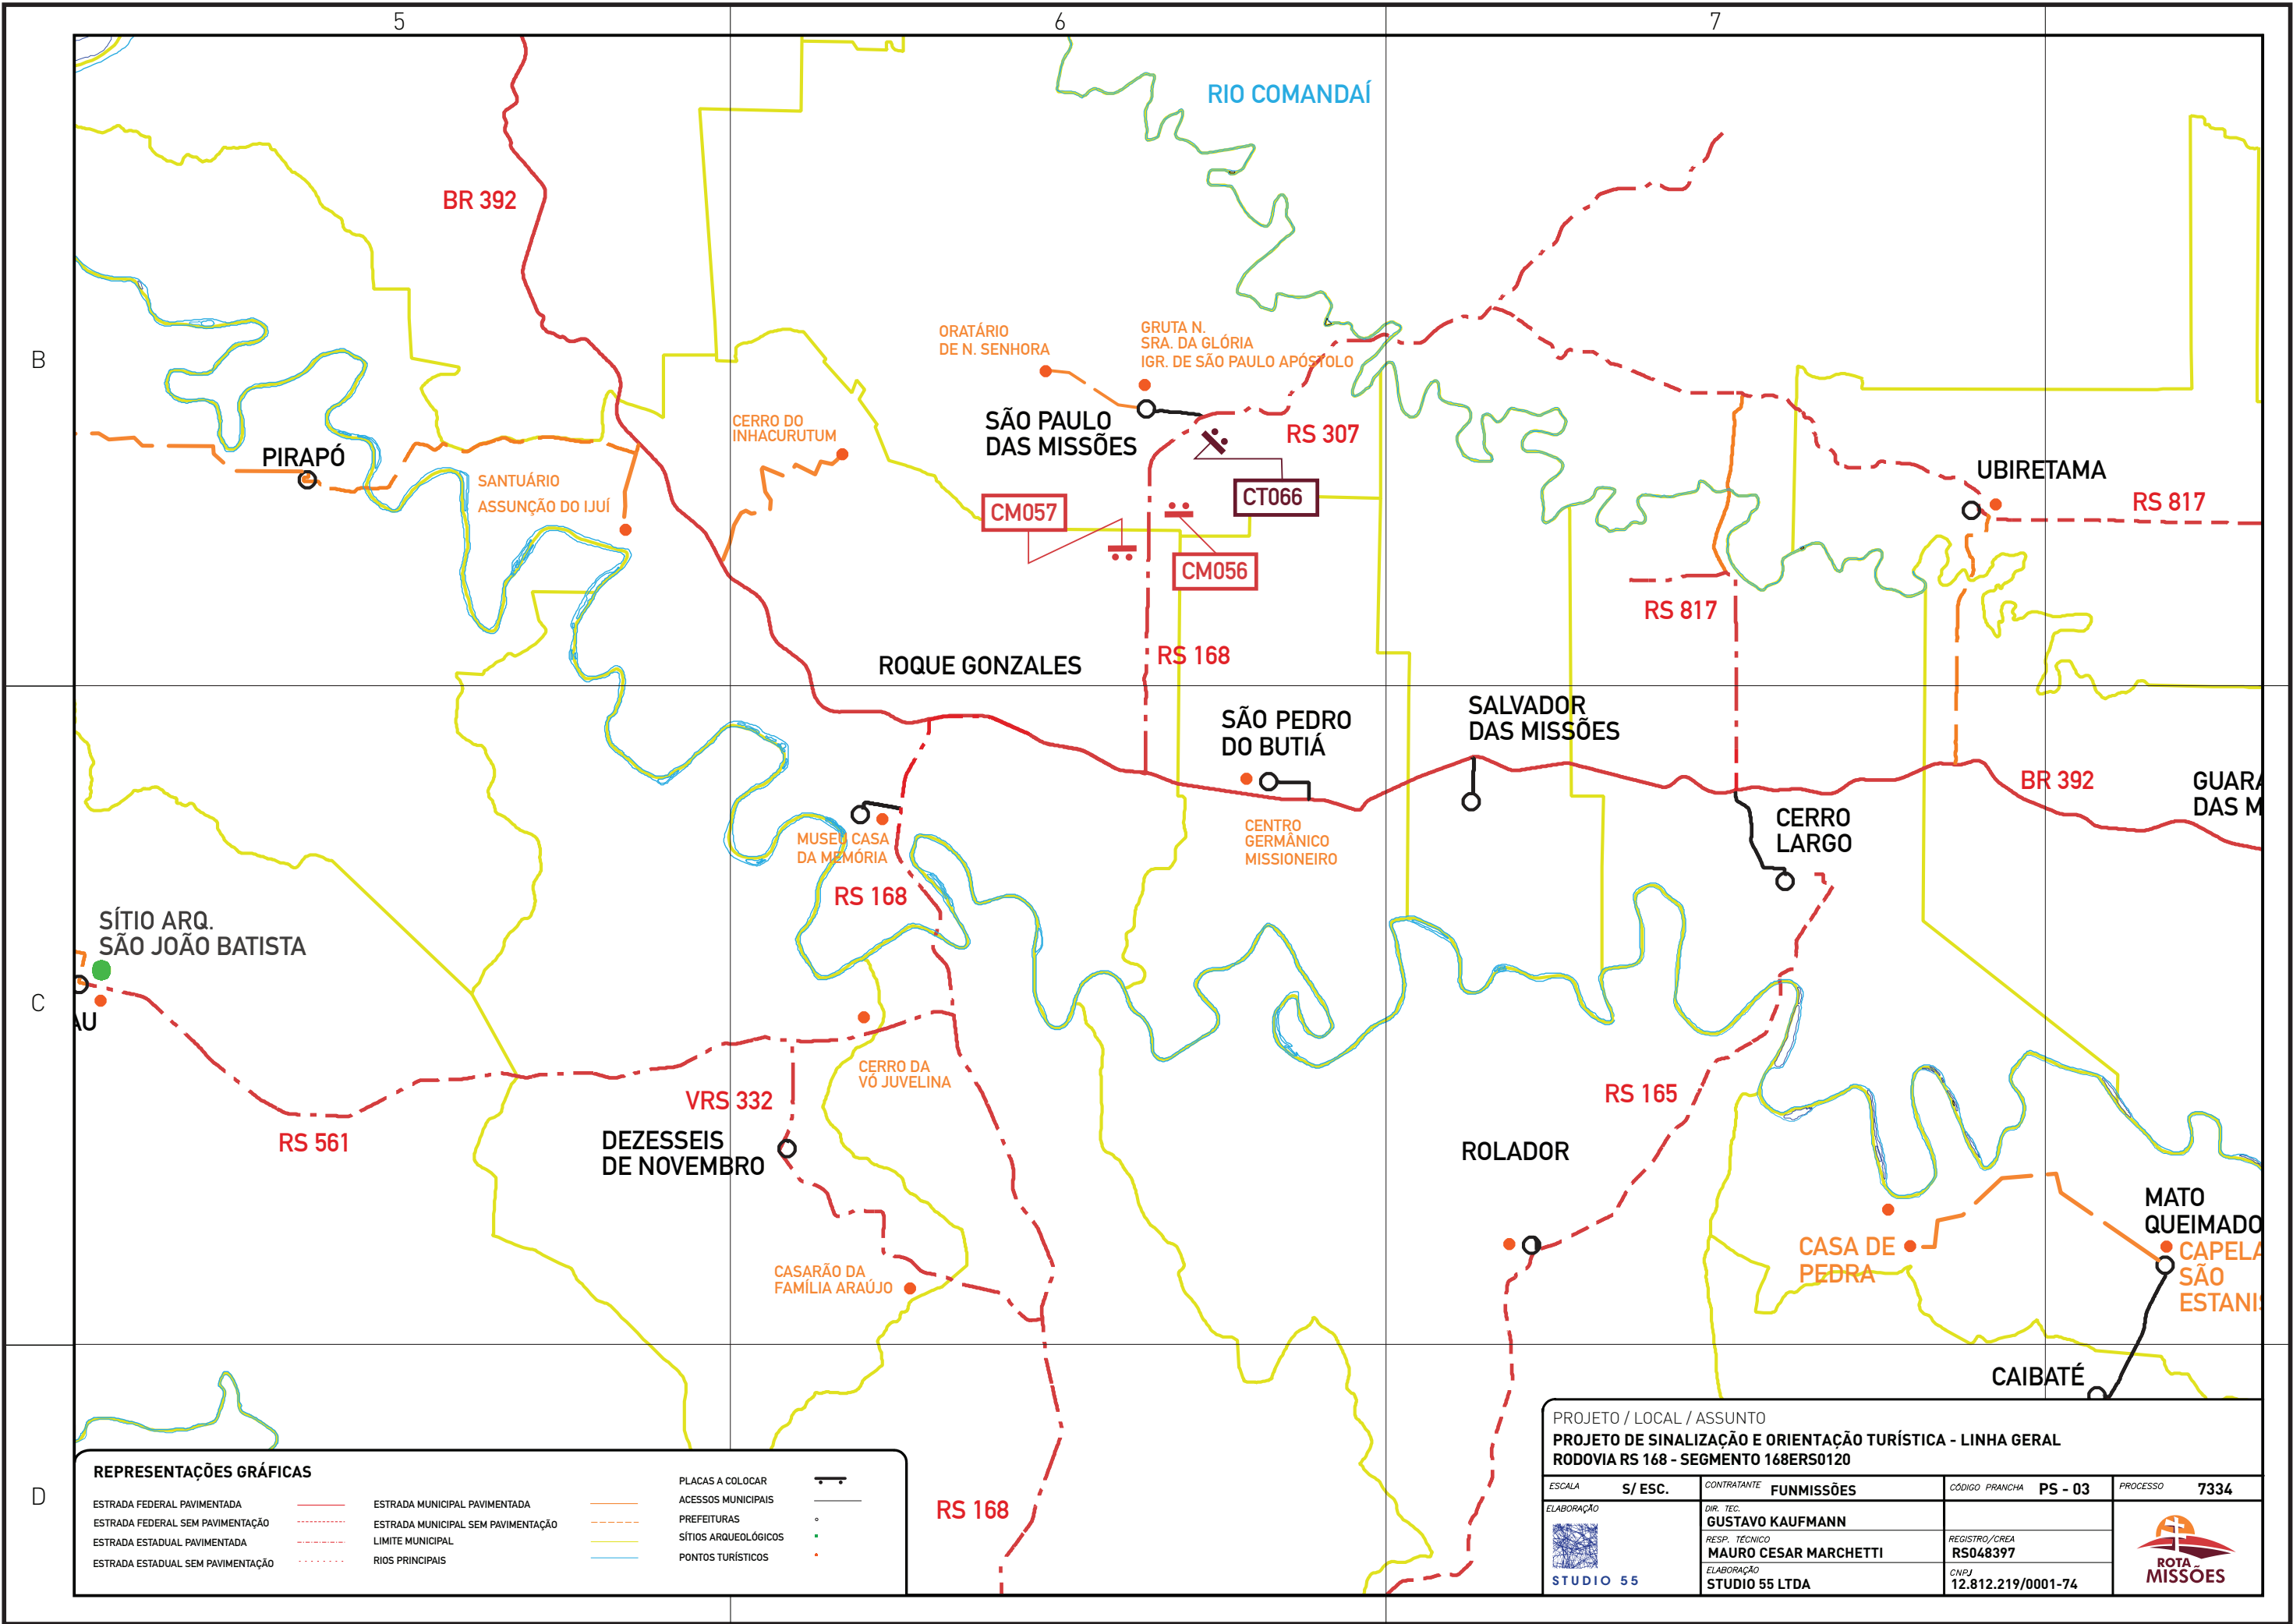 5
6
7
B
C
D
RIO COMANDAÍ
BR 392
ORATÁRIO
DE N. SENHORA
GRUTA N.
SRA. DA GLÓRIA
IGR. DE SÃO PAULO APÓSTOLO
SÃO PAULO
DAS MISSÕES
RS 307
CERRO DO
INHACURUTUM
PIRAPÓ
SANTUÁRIO
ASSUNÇÃO DO IJUÍ
CM057
CT066
CM056
UBIRETAMA
RS 817
RS 817
RS 168
ROQUE GONZALES
SÃO PEDRO
DO BUTIÁ
SALVADOR
DAS MISSÕES
BR 392
GUARA
DAS M
CERRO
LARGO
CENTRO
GERMÂNICO
MISSIONEIRO
MUSEU CASA
DA MEMÓRIA
RS 168
SÍTIO ARQ.
SÃO JOÃO BATISTA
AU
CERRO DA
VÓ JUVELINA
VRS 332
RS 165
RS 561
DEZESSEIS
DE NOVEMBRO
ROLADOR
MATO
QUEIMADO
CASA DE
PEDRA
CAPELA
SÃO
ESTANIS
CASARÃO DA
FAMÍLIA ARAÚJO
CAIBATÉ
RS 168
REPRESENTAÇÕES GRÁFICAS
ESTRADA FEDERAL PAVIMENTADA
ESTRADA FEDERAL SEM PAVIMENTAÇÃO
ESTRADA ESTADUAL PAVIMENTADA
ESTRADA ESTADUAL SEM PAVIMENTAÇÃO
ESTRADA MUNICIPAL PAVIMENTADA
ESTRADA MUNICIPAL SEM PAVIMENTAÇÃO
LIMITE MUNICIPAL
RIOS PRINCIPAIS
PLACAS A COLOCAR
ACESSOS MUNICIPAIS
PREFEITURAS
SÍTIOS ARQUEOLÓGICOS
PONTOS TURÍSTICOS
PROJETO / LOCAL / ASSUNTO
PROJETO DE SINALIZAÇÃO E ORIENTAÇÃO TURÍSTICA - LINHA GERAL
RODOVIA RS 168 - SEGMENTO 168ERS0120
ESCALA S/ ESC.
CONTRATANTE FUNMISSÕES
CÓDIGO PRANCHA PS - 03
PROCESSO 7334
ELABORAÇÃO
STUDIO 55
DIR. TEC.
GUSTAVO KAUFMANN
RESP. TÉCNICO
MAURO CESAR MARCHETTI
REGISTRO/CREA
RS048397
ELABORAÇÃO
STUDIO 55 LTDA
CNPJ
12.812.219/0001-74
ROTA
MISSÕES